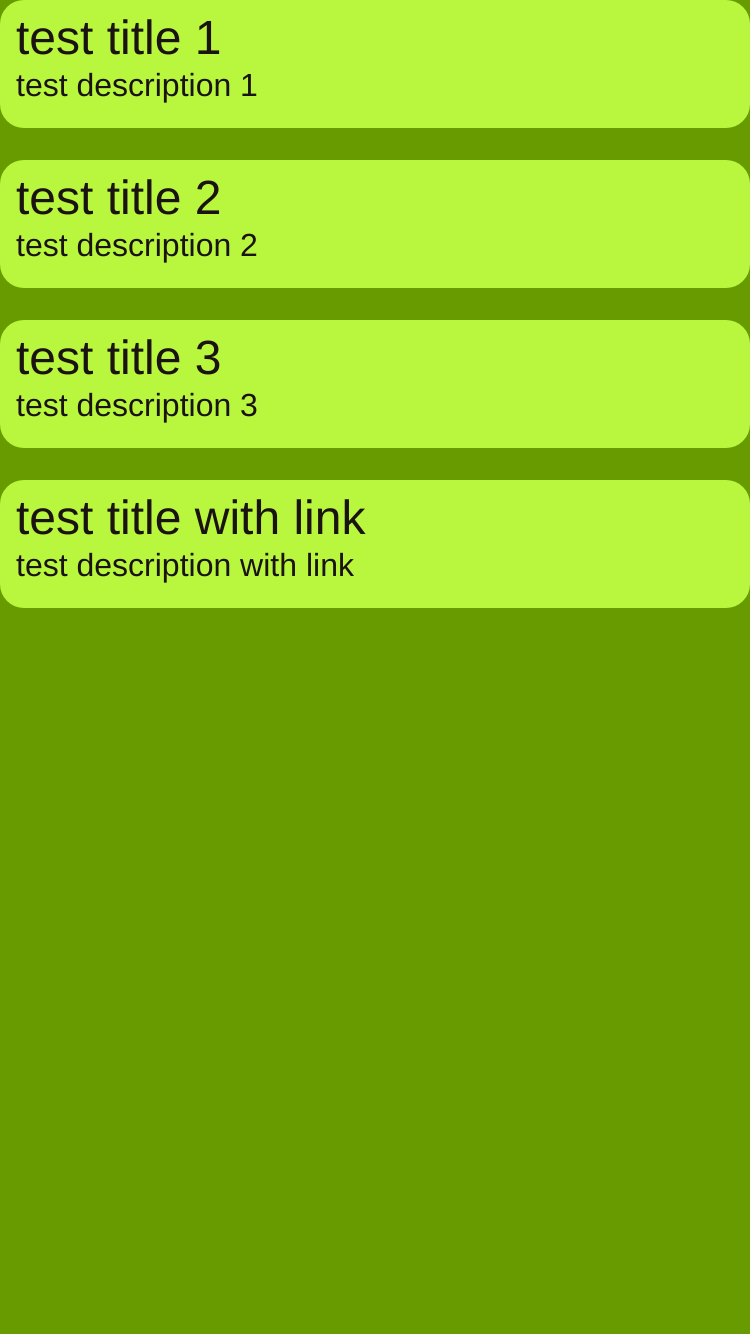 test title 1
test description 1
test title 2
test description 2
test title 3
test description 3
test title with link
test description with link